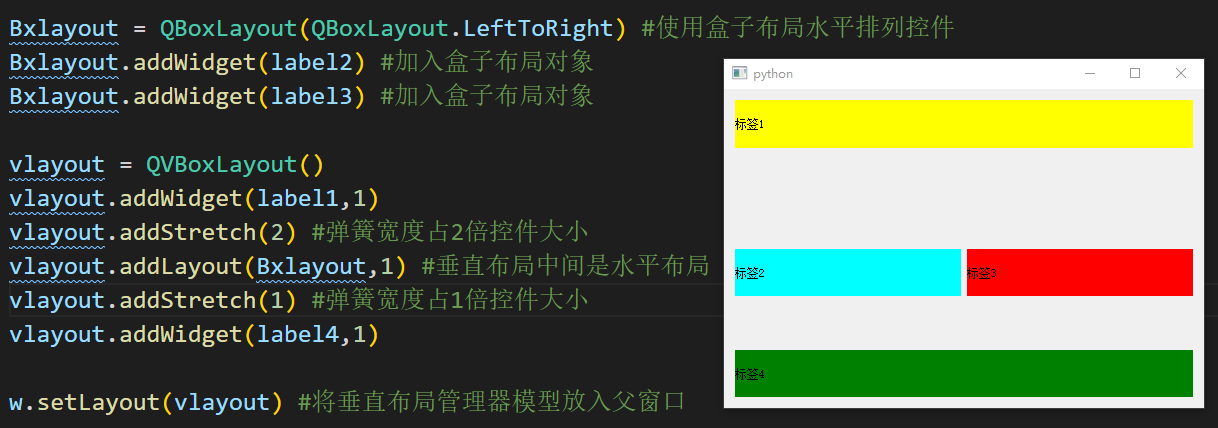 Bxlayout = QBoxLayout(QBoxLayout.LeftToRight) #使用盒子布局水平排列控件
Bxlayout.addWidget(label2) #加入盒子布局对象
Bxlayout.addWidget(label3) #加入盒子布局对象
vlayout = QVBoxLayout()
vlayout.addWidget(label1,1)
vlayout.addStretch(2) #弹簧宽度占2倍控件大小
vlayout.addLayout(Bxlayout,1) #垂直布局中间是水平布局
vlayout.addStretch(1) #弹簧宽度占1倍控件大小
vlayout.addWidget(label4,1)
w.setLayout(vlayout) #将垂直布局管理器模型放入父窗口
python
标签1
标签2
标签3
标签4